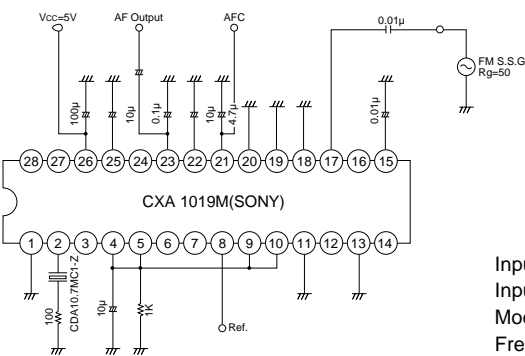 Vcc=5V AF Output AFC
0.01μ
FM S.S.G
Rg=50
100μ 10μ 0.1μ 10μ 4.7μ 0.01μ
28 27 26 25 24 23 22 21 20 19 18 17 16 15
CXA 1019M(SONY)
1 2 3 4 5 6 7 8 9 10 11 12 13 14
CDA10.7MC1-Z
100 10μ 1K
Ref.
Inpu
Inpu
Mod
Fre